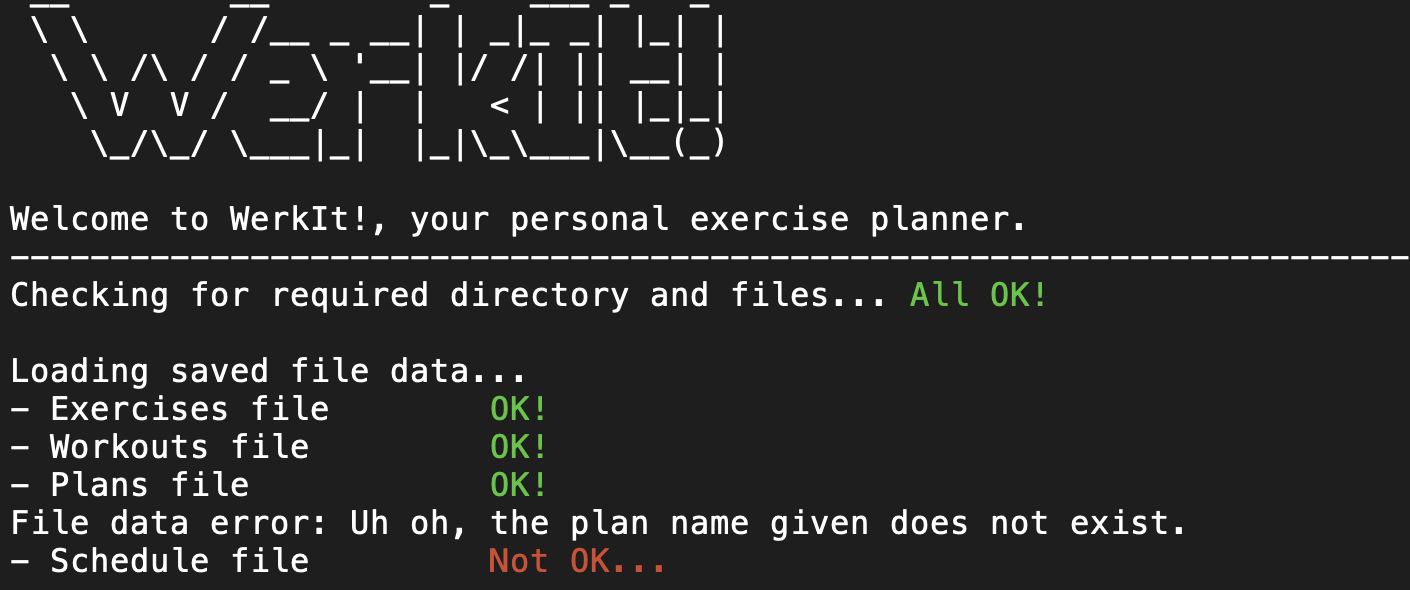 WerkIt!
Welcome to WerkIt!, your personal exercise planner.
----------------------------------------------------------------------
Checking for required directory and files... All OK!
Loading saved file data...
- Exercises file OK!
- Workouts file OK!
- Plans file OK!
File data error: Uh oh, the plan name given does not exist.
- Schedule file Not OK...